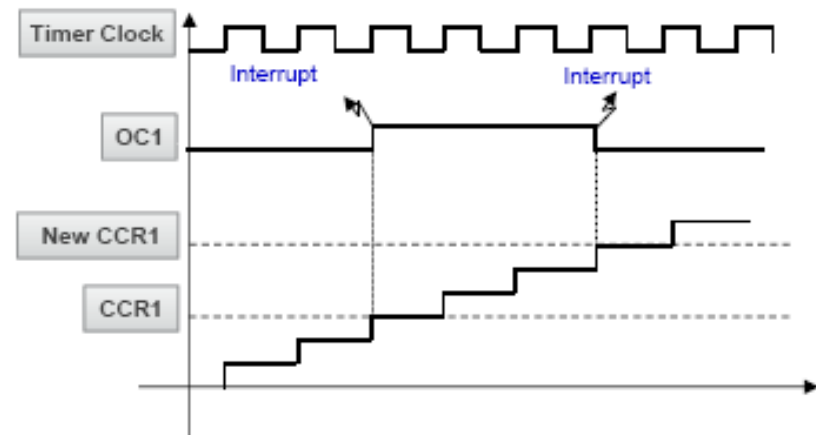 Timer Clock
Interrupt
Interrupt
OC1
New CCR1
CCR1